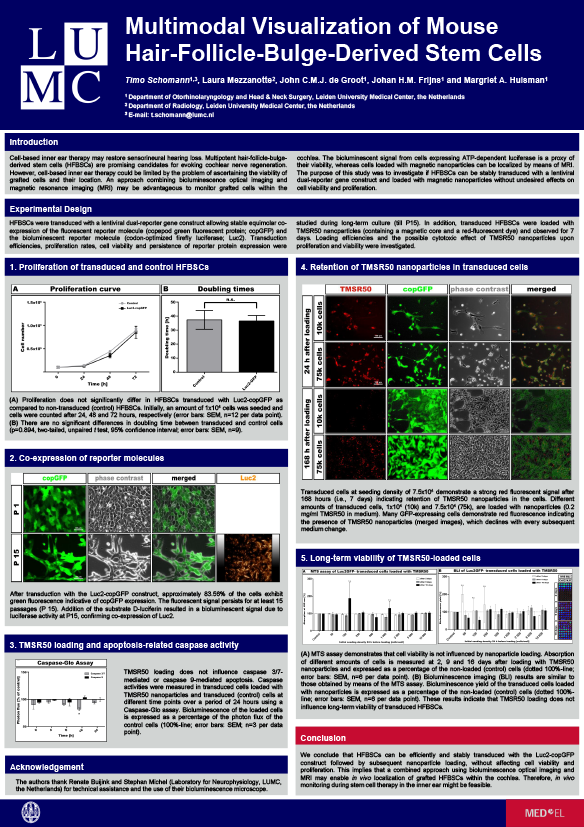 LUMC
Multimodal Visualization of Mouse
Hair-Follicle-Bulge-Derived Stem Cells
Timo Schomann¹,³, Laura Mezzanotte², John C.M.J. de Groot¹, Johan H.M. Frijns¹ and Margriet A. Huisman¹
¹ Department of Otorhinolaryngology and Head & Neck Surgery, Leiden University Medical Center, the Netherlands
² Department of Radiology, Leiden University Medical Center, the Netherlands
³ E-mail: t.schomann@lumc.nl
Introduction
Cell-based inner ear therapy may restore sensorineural hearing loss. Multipotent hair-follicle-bulge-
derived stem cells (HFBSCs) are promising candidates for evoking cochlear nerve regeneration.
However, cell-based inner ear therapy could be limited by the problem of ascertaining the viability of
grafted cells and their location. An approach combining bioluminescence optical imaging and
magnetic resonance imaging (MRI) may be advantageous to monitor grafted cells within the
cochlea. The bioluminescent signal from cells expressing ATP-dependent luciferase is a proxy of
their viability, whereas cells loaded with magnetic nanoparticles can be localized by means of MRI.
The purpose of this study was to investigate if HFBSCs can be stably transduced with a lentiviral
dual-reporter gene construct and loaded with magnetic nanoparticles without undesired effects on
cell viability and proliferation.
Experimental Design
HFBSCs were transduced with a lentiviral dual-reporter gene construct allowing stable equimolar co-
expression of the fluorescent reporter molecule (copepod green fluorescent protein; copGFP) and
the bioluminescent reporter molecule (codon-optimized firefly luciferase; Luc2). Transduction
efficiencies, proliferation rates, cell viability and persistence of reporter protein expression were
studied during long-term culture (till P15). In addition, transduced HFBSCs were loaded with
TMSR50 nanoparticles (containing a magnetic core and a red-fluorescent dye) and observed for 7
days. Loading efficiencies and the possible cytotoxic effect of TMSR50 nanoparticles upon
proliferation and viability were investigated.
1. Proliferation of transduced and control HFBSCs
A Proliferation curve
Control
Luc2-copGFP
Cell number
Time [h]
B Doubling times
n.s.
Doubling time [h]
50
40
30
20
10
0
Control
Luc2-GFP
(A) Proliferation does not significantly differ in HFBSCs transduced with Luc2-copGFP as
compared to non-transduced (control) HFBSCs. Initially, an amount of 1x10⁴ cells was seeded and
cells were counted after 24, 48 and 72 hours, respectively (error bars: SEM, n=12 per data point).
(B) There are no significant differences in doubling time between transduced and control cells
(p=0.894, two-tailed, unpaired t test, 95% confidence interval; error bars: SEM, n=9).
2. Co-expression of reporter molecules
copGFP phase contrast merged Luc2
P 1
P 15
After transduction with the Luc2-copGFP construct, approximately 83.56% of the cells exhibit
green fluorescence indicative of copGFP expression. The fluorescent signal persists for at least 15
passages (P 15). Addition of the substrate D-luciferin resulted in a bioluminescent signal due to
luciferase activity at P15, confirming co-expression of Luc2.
3. TMSR50 loading and apoptosis-related caspase activity
Caspase-Glo Assay
Time [h]
TMSR50 loading does not influence caspase 3/7-
mediated or caspase 9-mediated apoptosis. Caspase
activities were measured in transduced cells loaded with
TMSR50 nanoparticles and transduced (control) cells at
different time points over a period of 24 hours using a
Caspase-Glo assay. Bioluminescence of the loaded cells
is expressed as a percentage of the photon flux of the
control cells (100%-line; error bars: SEM, n=3 per data
point).
Acknowledgement
The authors thank Renate Buijink and Stephan Michel (Laboratory for Neurophysiology, LUMC,
the Netherlands) for technical assistance and the use of their bioluminescence microscope.
4. Retention of TMSR50 nanoparticles in transduced cells
TMSR50 copGFP phase contrast merged
24 h after loading
10k cells
75k cells
168 h after loading
10k cells
75k cells
Transduced cells at seeding density of 7.5x10⁴ demonstrate a strong red fluorescent signal after
168 hours (i.e., 7 days) indicating retention of TMSR50 nanoparticles in the cells. Different
amounts of transduced cells, 1x10⁴ (10k) and 7.5x10⁴ (75k), are loaded with nanoparticles (0.2
mg/ml TMSR50 in medium). Many GFP-expressing cells demonstrate red fluorescence indicating
the presence of TMSR50 nanoparticles (merged images), which declines with every subsequent
medium change.
5. Long-term viability of TMSR50-loaded cells
A MTS assay of Luc2GFP- transduced cells loaded with TMSR50
B BLI of Luc2GFP- transduced cells loaded with TMSR50
(A) MTS assay demonstrates that cell viability is not influenced by nanoparticle loading. Absorption
of different amounts of cells is measured at 2, 9 and 16 days after loading with TMSR50
nanoparticles and expressed as a percentage of the non-loaded (control) cells (dotted 100%-line;
error bars: SEM, n=6 per data point). (B) Bioluminescence imaging (BLI) results are similar to
those obtained by means of the MTS assay. Bioluminescence yield of the transduced cells loaded
with nanoparticles is expressed as a percentage of the non-loaded (control) cells (dotted 100%-
line; error bars: SEM, n=6 per data point). These results indicate that TMSR50 loading does not
influence long-term viability of transduced HFBSCs.
Conclusion
We conclude that HFBSCs can be efficiently and stably transduced with the Luc2-copGFP
construct followed by subsequent nanoparticle loading, without affecting cell viability and
proliferation. This implies that a combined approach using bioluminescence optical imaging and
MRI may enable in vivo localization of grafted HFBSCs within the cochlea. Therefore, in vivo
monitoring during stem cell therapy in the inner ear might be feasible.
MED EL